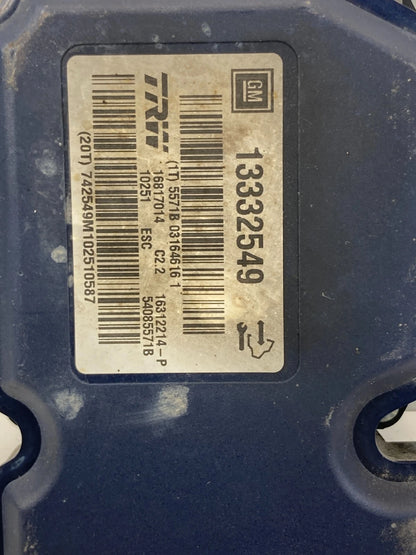 GM
13332549
TRW
(1T) 5571B 03164616 1
16817014 16312214-P
10251 ESC C2.2 54085571B
(20T) 742549M102510587